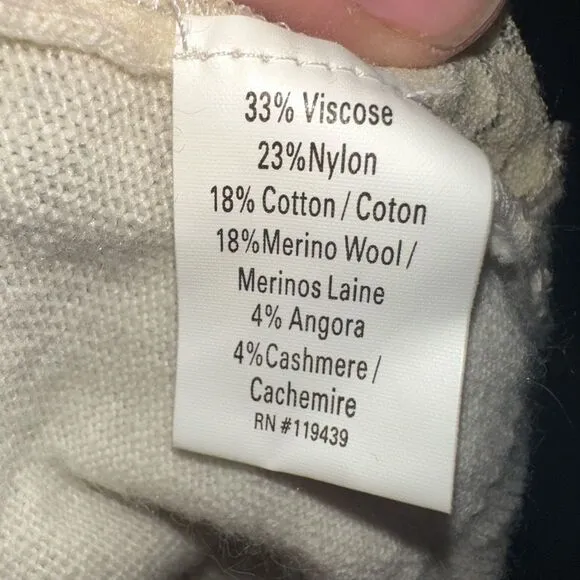 33% Viscose
23%Nylon
18% Cotton / Coton
18%Merino Wool /
Merinos Laine
4% Angora
4%Cashmere /
Cachemire
RN #119439